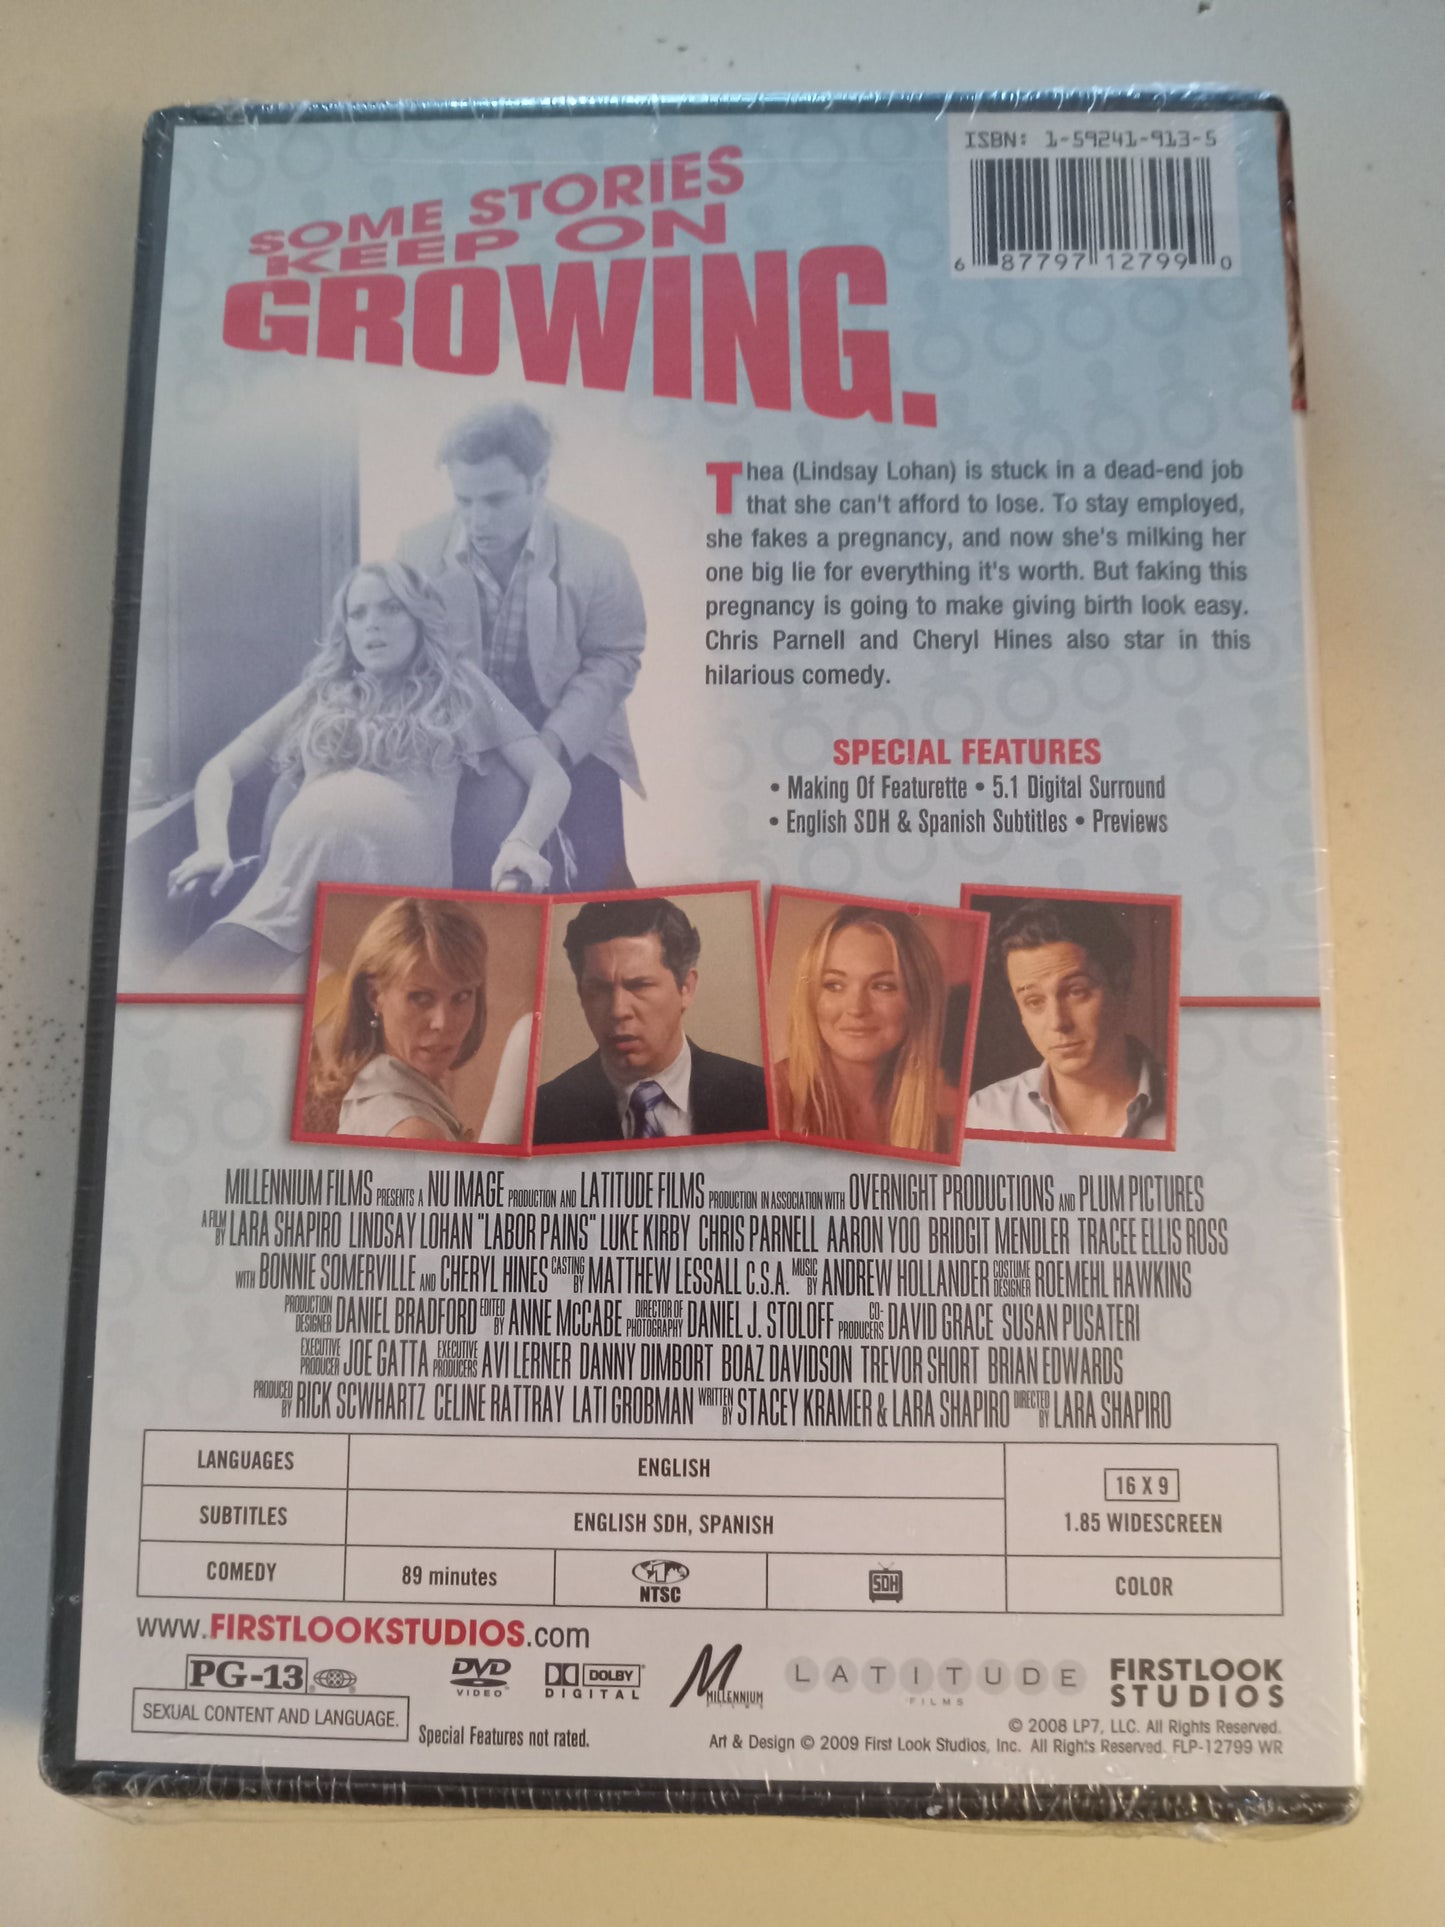 ISBN: 1-59241-913-5
6 87797 12799 0
SOME STORIES
KEEP ON
GROWING.
Thea (Lindsay Lohan) is stuck in a dead-end job
that she can't afford to lose. To stay employed,
she fakes a pregnancy, and now she's milking her
one big lie for everything it's worth. But faking this
pregnancy is going to make giving birth look easy.
Chris Parnell and Cheryl Hines also star in this
hilarious comedy.
SPECIAL FEATURES
• Making Of Featurette • 5.1 Digital Surround
• English SDH & Spanish Subtitles • Previews
MILLENNIUM FILMS PRESENTS A NU IMAGE PRODUCTION AND LATITUDE FILMS PRODUCTION IN ASSOCIATION WITH OVERNIGHT PRODUCTIONS AND PLUM PICTURES
A FILM BY LARA SHAPIRO LINDSAY LOHAN "LABOR PAINS" LUKE KIRBY CHRIS PARNELL AARON YOO BRIDGIT MENDLER TRACEE ELLIS ROSS
WITH BONNIE SOMERVILLE AND CHERYL HINES CASTING BY MATTHEW LESSALL C.S.A. MUSIC BY ANDREW HOLLANDER COSTUME DESIGNER ROEMEHL HAWKINS
PRODUCTION DESIGNER DANIEL BRADFORD EDITED BY ANNE McCABE DIRECTOR OF PHOTOGRAPHY DANIEL J. STOLOFF CO-PRODUCERS DAVID GRACE SUSAN PUSATERI
EXECUTIVE PRODUCER JOE GATTA EXECUTIVE PRODUCERS AVI LERNER DANNY DIMBORT BOAZ DAVIDSON TREVOR SHORT BRIAN EDWARDS
PRODUCED BY RICK SCWHARTZ CELINE RATTRAY LATI GROBMAN WRITTEN BY STACEY KRAMER & LARA SHAPIRO DIRECTED BY LARA SHAPIRO
LANGUAGES ENGLISH
16 X 9
SUBTITLES ENGLISH SDH, SPANISH
1.85 WIDESCREEN
COMEDY 89 minutes NTSC SDH COLOR
www.FIRSTLOOKSTUDIOS.com
PG-13
SEXUAL CONTENT AND LANGUAGE.
Special Features not rated.
DVD
VIDEO
DOLBY
DIGITAL
M
MILLENNIUM
FILMS
LATITUDE
FILMS
FIRSTLOOK
STUDIOS
© 2008 LP7, LLC. All Rights Reserved.
Art & Design © 2009 First Look Studios, Inc. All Rights Reserved. FLP-12799 WR